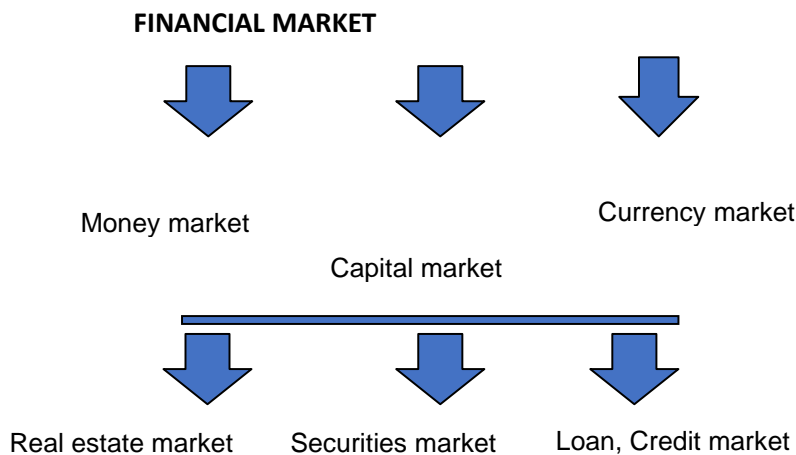 FINANCIAL MARKET
Money market
Currency market
Capital market
Real estate market
Securities market
Loan, Credit market